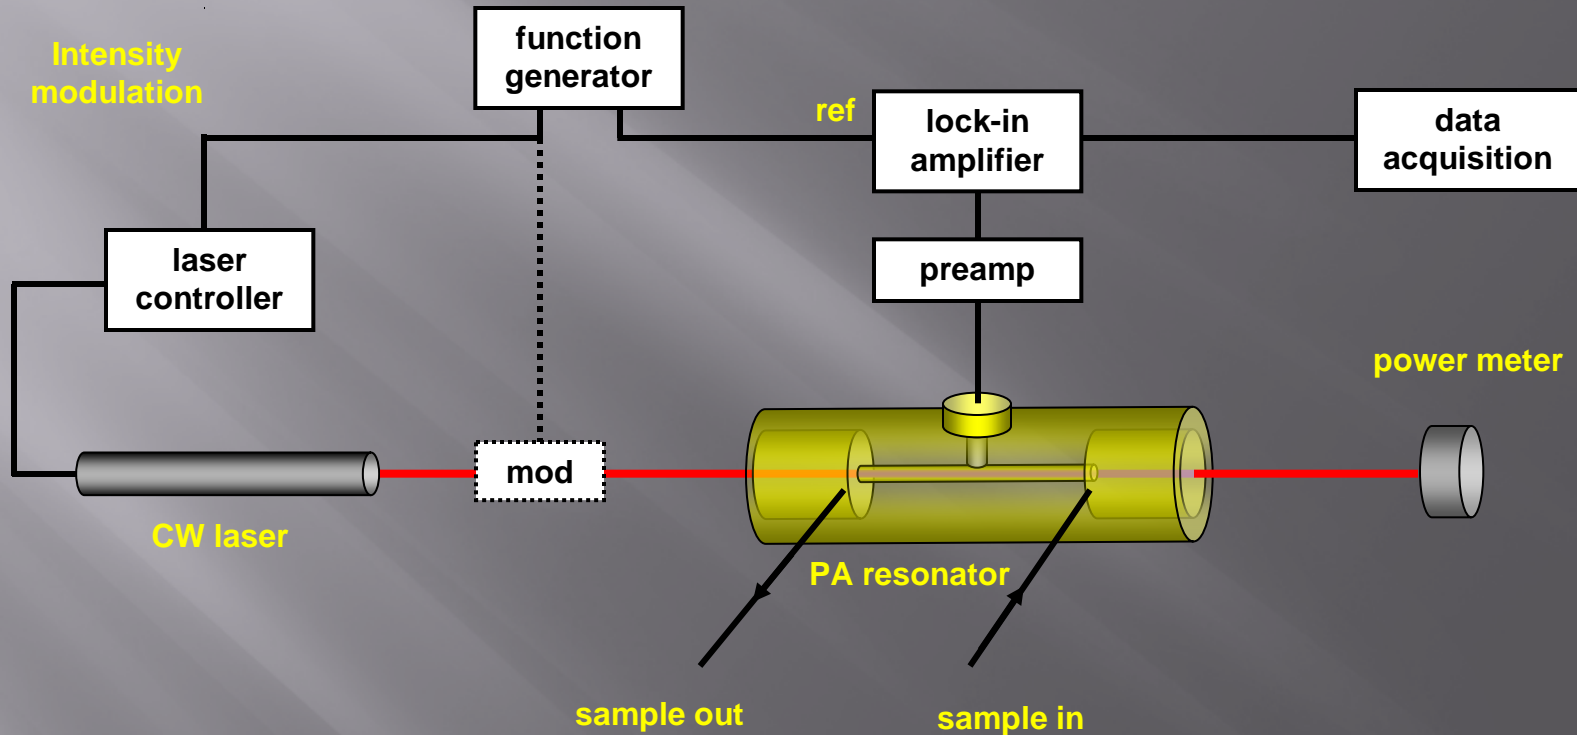 Intensity
modulation
function
generator
ref
lock-in
amplifier
data
acquisition
laser
controller
preamp
power meter
mod
CW laser
PA resonator
sample out
sample in